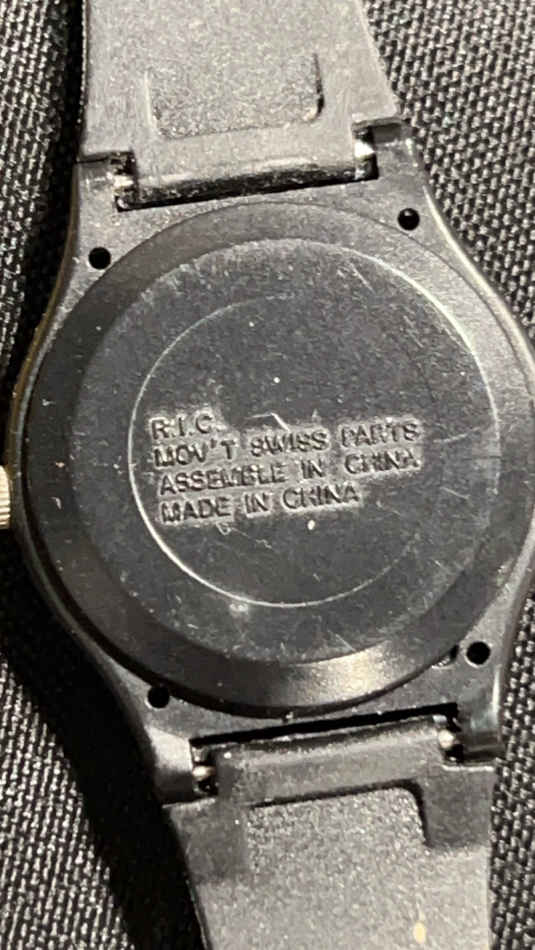 R.I.C.
MOV'T SWISS PARTS
ASSEMBLE IN CHINA
MADE IN CHINA